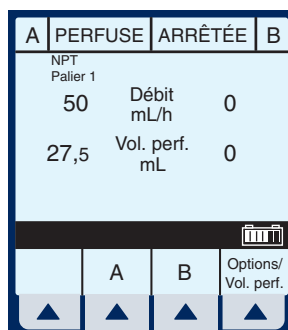 A PERFUSE ARRÊTÉE B
NPT
Palier 1
50 Débit mL/h 0
27,5 Vol. perf. mL 0
A B Options/ Vol. perf.